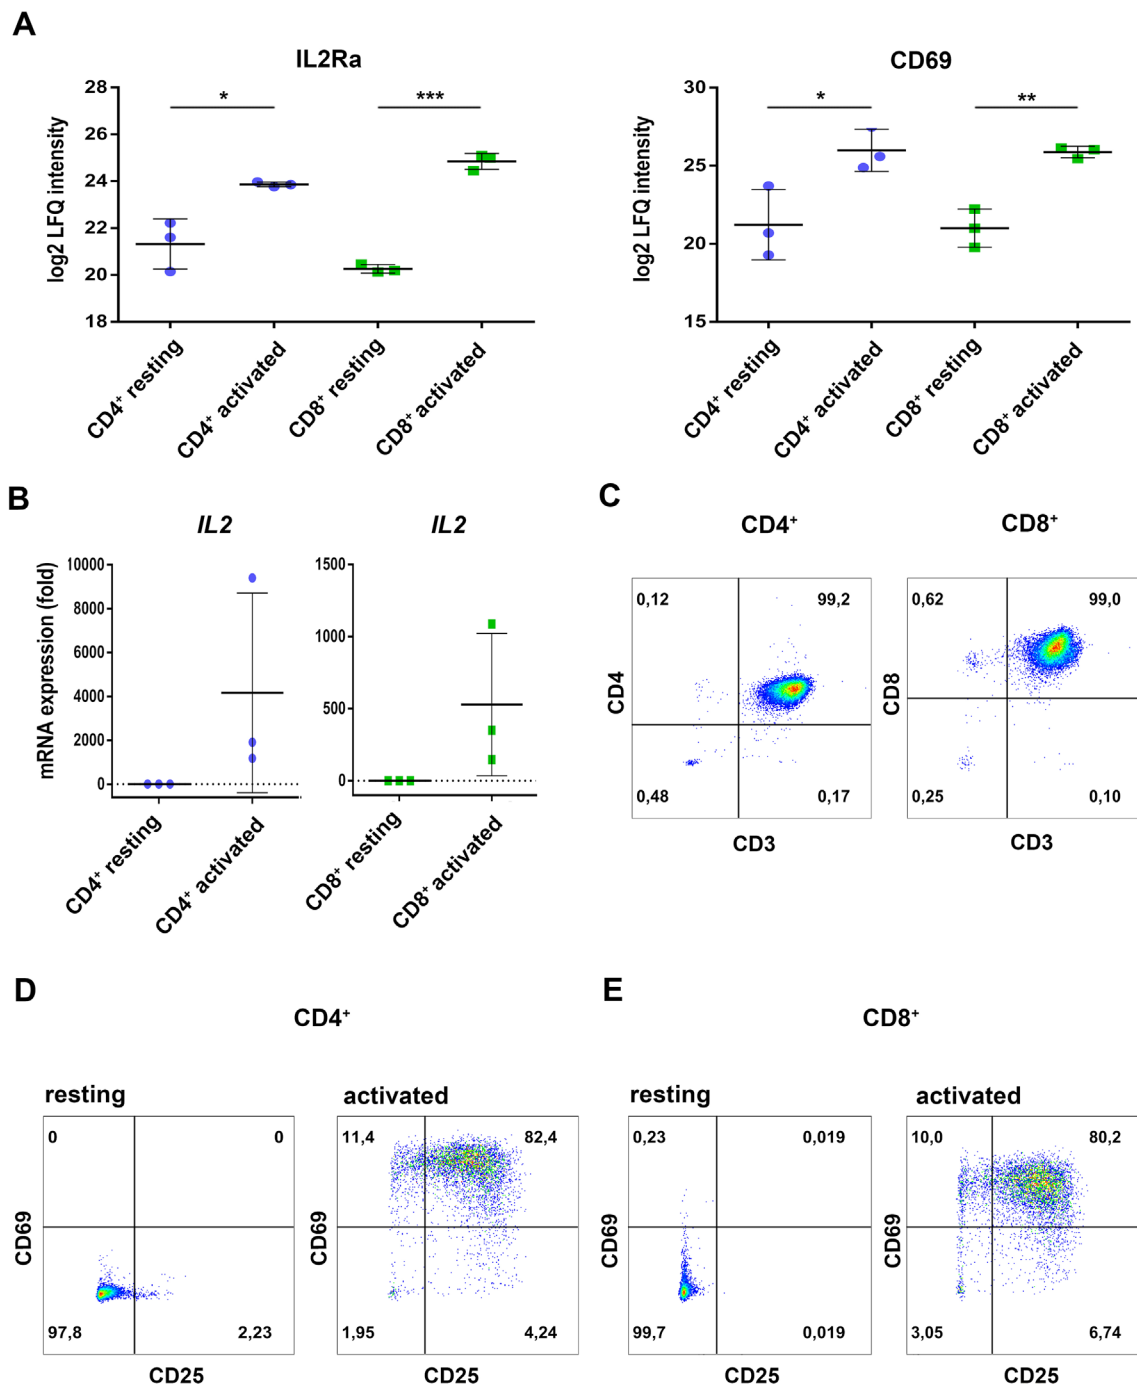 A
IL2Ra
CD69
log2 LFQ intensity
28
26
24
22
20
18
*
***
CD4+ resting
CD4+ activated
CD8+ resting
CD8+ activated
log2 LFQ intensity
30
25
20
15
*
**
CD4+ resting
CD4+ activated
CD8+ resting
CD8+ activated
B
IL2
IL2
mRNA expression (fold)
10000
8000
6000
4000
2000
0
CD4+ resting
CD4+ activated
1500
1000
500
0
CD8+ resting
CD8+ activated
C
CD4+
CD8+
0,12
99,2
CD4
0,48
0,17
CD3
0,62
99,0
CD8
0,25
0,10
CD3
D
CD4+
resting
activated
0
0
CD69
97,8
2,23
CD25
11,4
82,4
CD69
1,95
4,24
CD25
E
CD8+
resting
activated
0,23
0,019
CD69
99,7
0,019
CD25
10,0
80,2
CD69
3,05
6,74
CD25